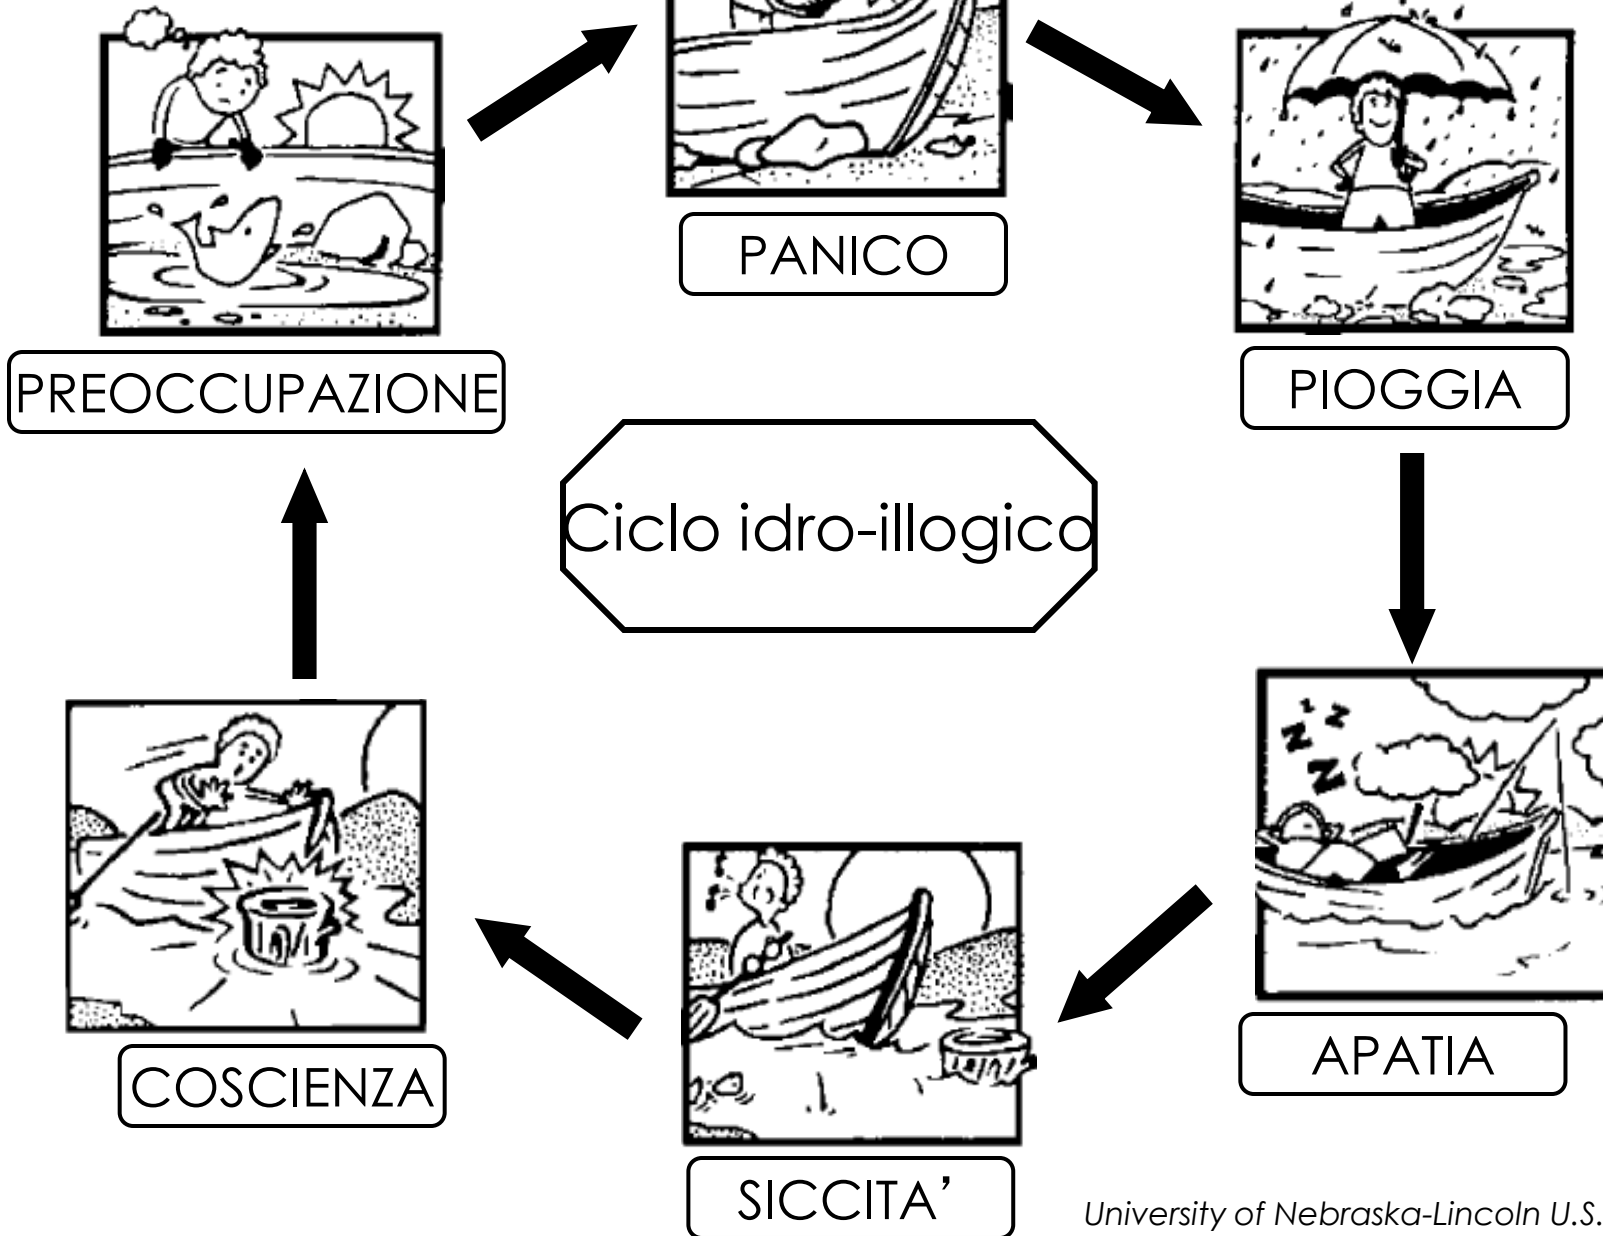 PANICO
PREOCCUPAZIONE
PIOGGIA
Ciclo idro-illogico
z z
z
z
COSCIENZA
APATIA
SICCITA’
University of Nebraska-Lincoln U.S.